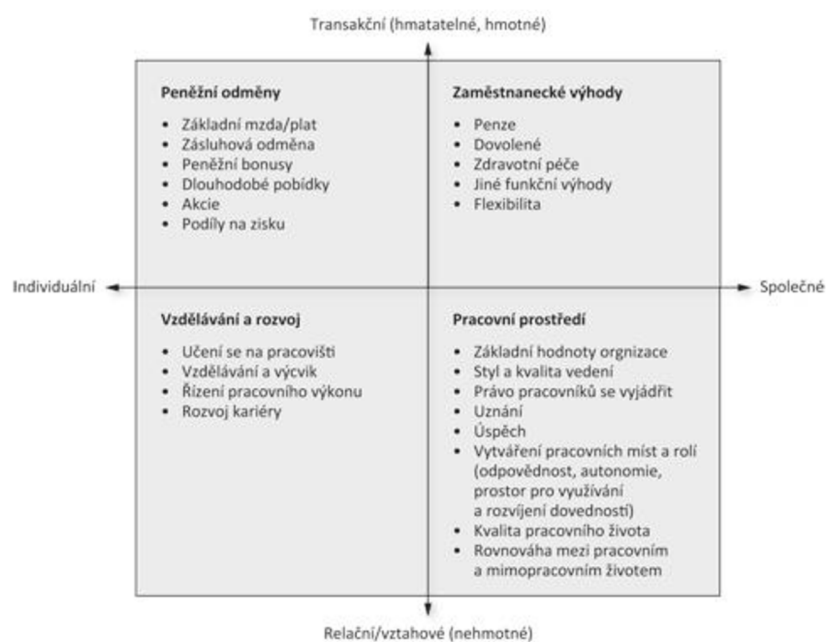 Transakční (hmatatelné, hmotné)
Peněžní odměny
• Základní mzda/plat
• Zásluhová odměna
• Peněžní bonusy
• Dlouhodobé pobídky
• Akcie
• Podíly na zisku
Zaměstnanecké výhody
• Penze
• Dovolené
• Zdravotní péče
• Jiné funkční výhody
• Flexibilita
Individuální
Společné
Vzdělávání a rozvoj
• Učení se na pracovišti
• Vzdělávání a výcvik
• Řízení pracovního výkonu
• Rozvoj kariéry
Pracovní prostředí
• Základní hodnoty orgnizace
• Styl a kvalita vedení
• Právo pracovníků se vyjádřit
• Uznání
• Úspěch
• Vytváření pracovních míst a rolí
(odpovědnost, autonomie,
prostor pro využívání
a rozvíjení dovedností)
• Kvalita pracovního života
• Rovnováha mezi pracovním
a mimopracovním životem
Relační/vztahové (nehmotné)